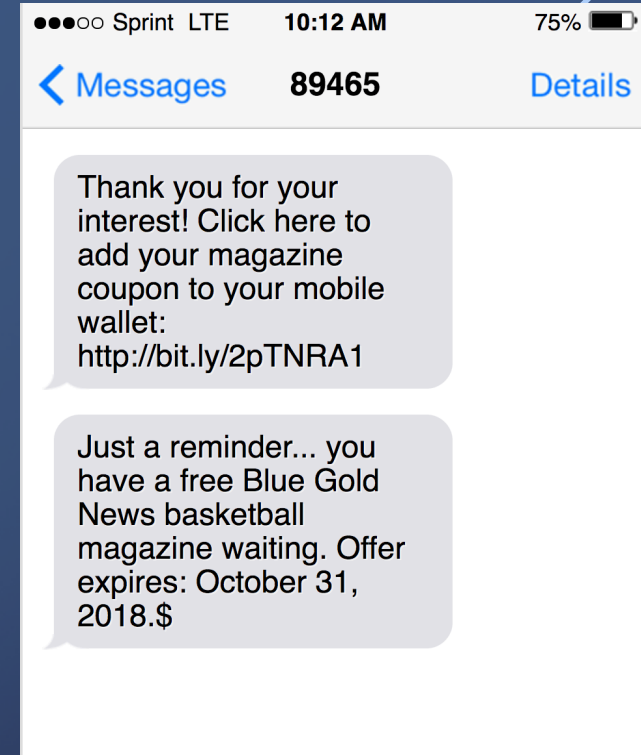 Sprint LTE 10:12 AM 75%
Messages 89465 Details
Thank you for your
interest! Click here to
add your magazine
coupon to your mobile
wallet:
http://bit.ly/2pTNRA1
Just a reminder... you
have a free Blue Gold
News basketball
magazine waiting. Offer
expires: October 31,
2018.$